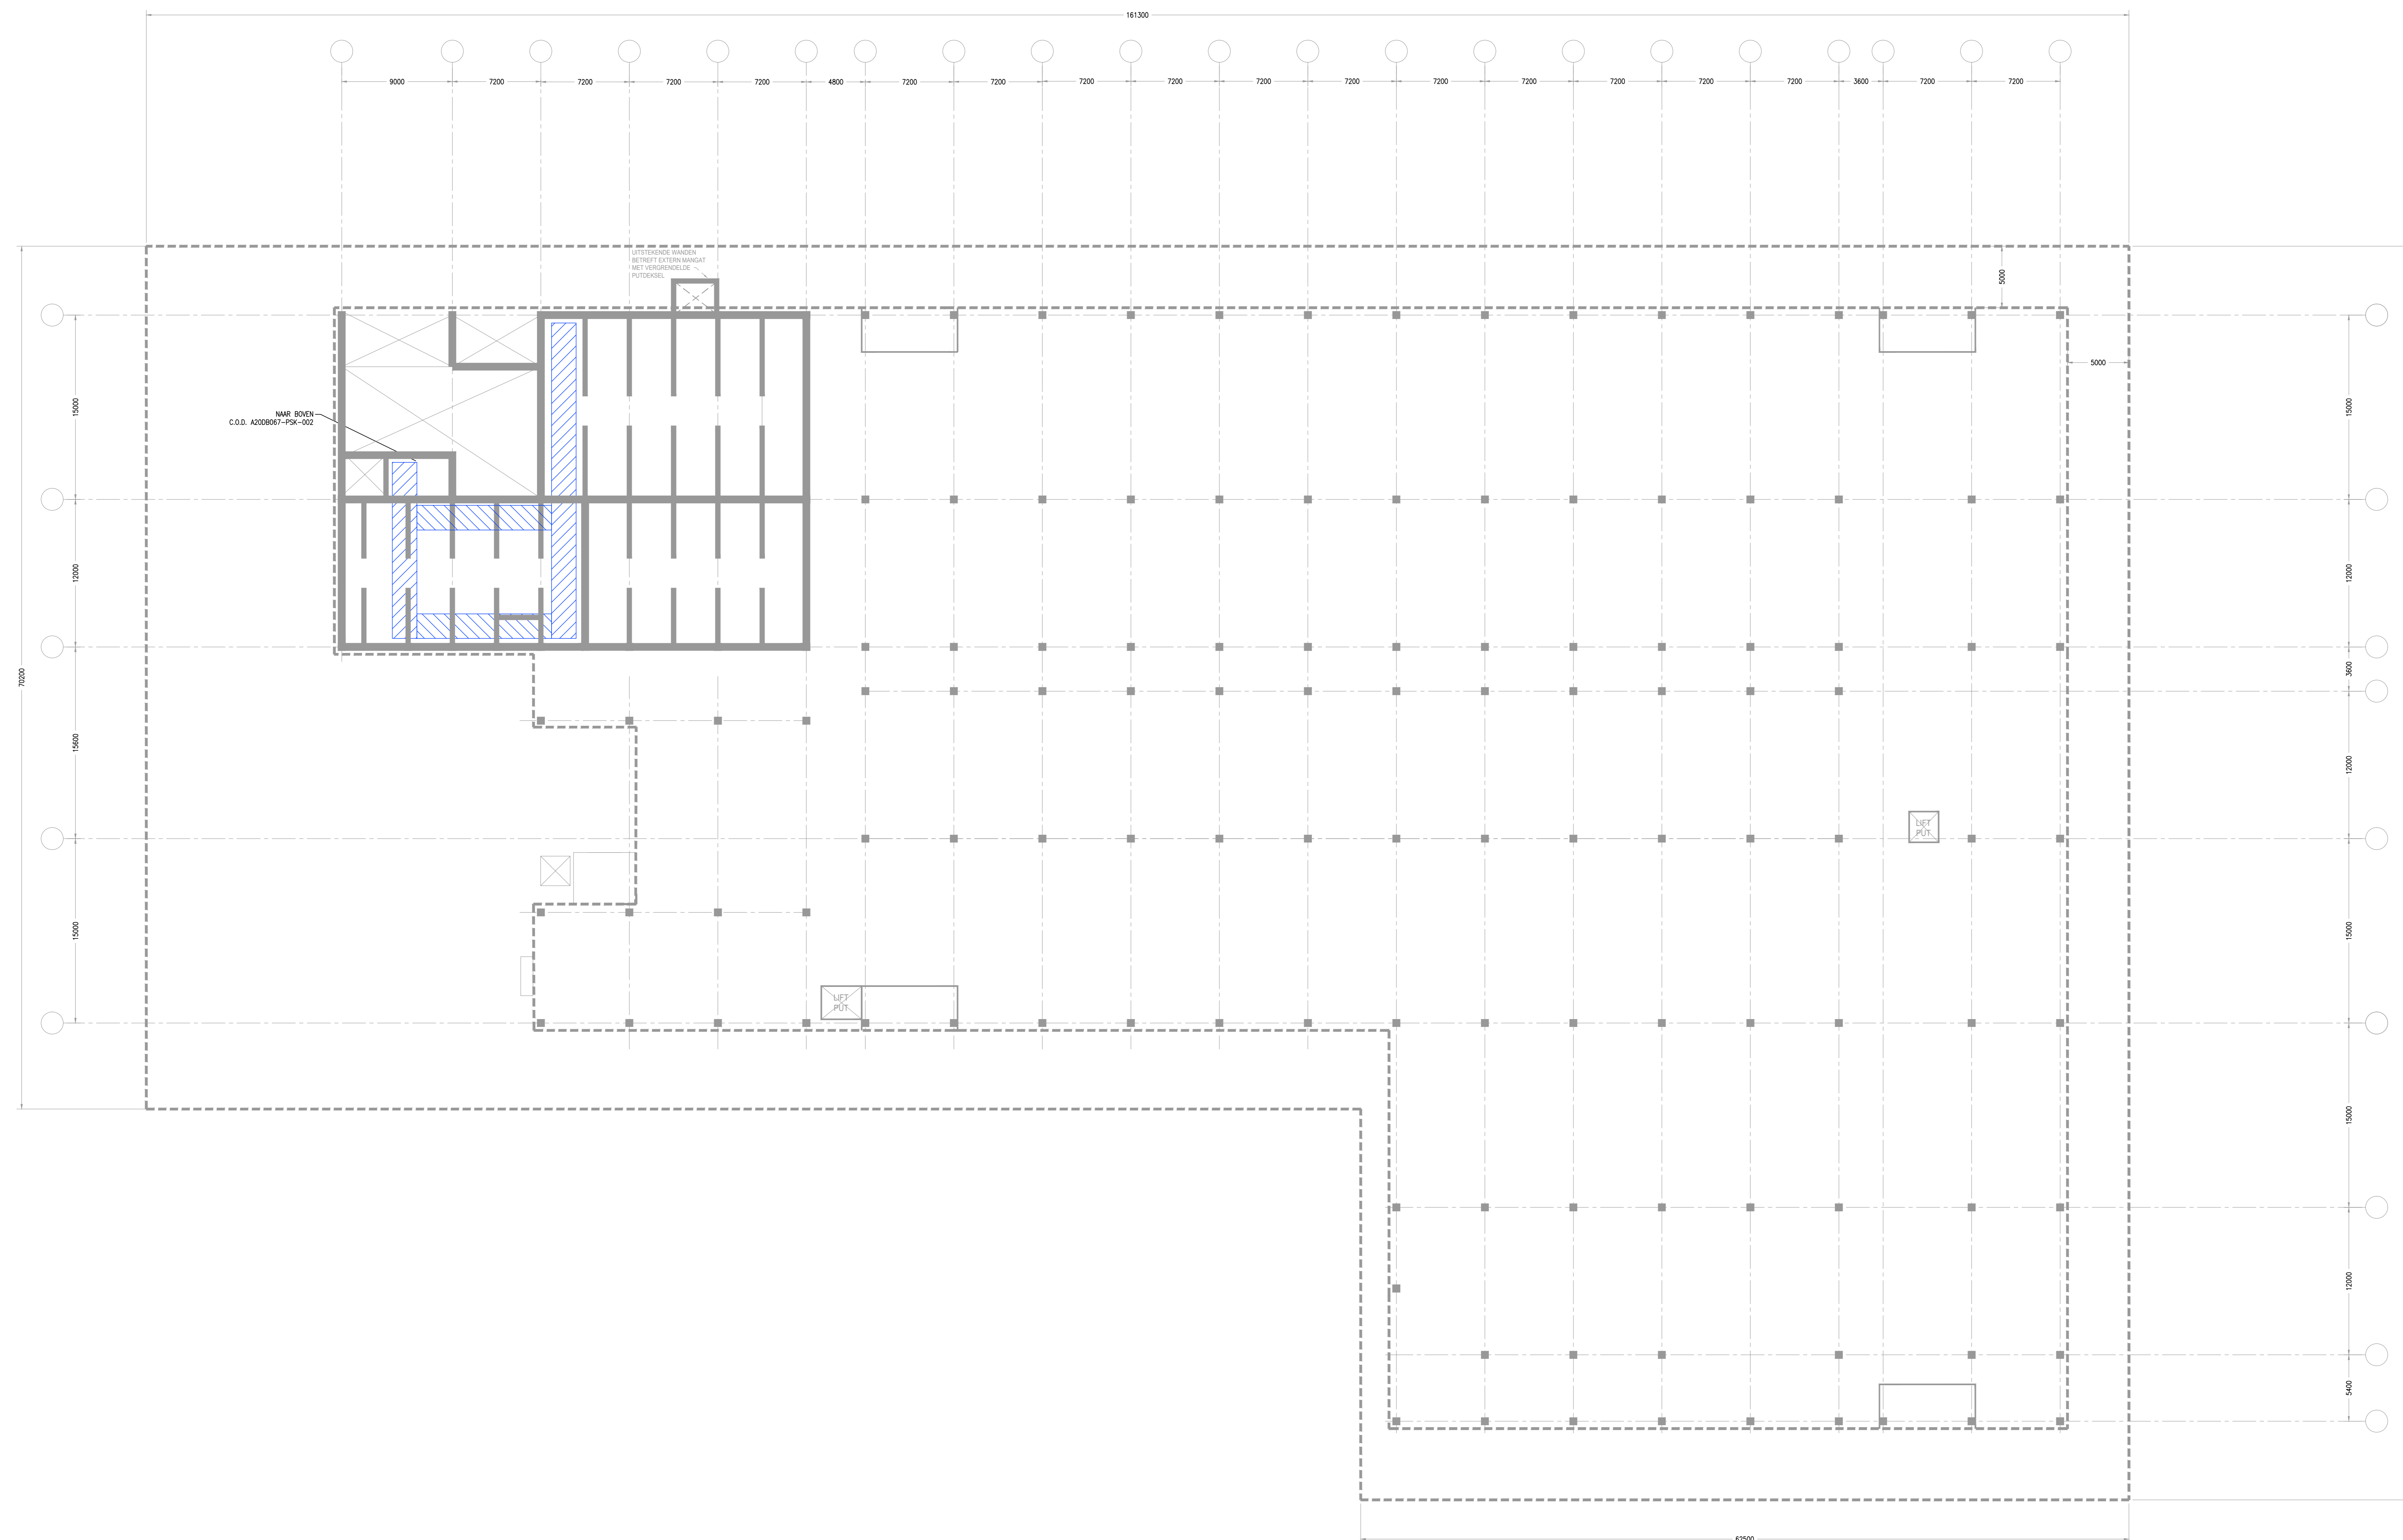 161300
9000 7200 7200 7200 7200 4800 7200 7200 7200 7200 7200 7200 7200 7200 7200 7200 7200 3600 7200 7200
UITSTEKENDE WANDEN
BETREFT EXTERN MANGAT
MET VERGRENDELDE
PUTDEKSEL
5000
5000
15000
15000
NAAR BOVEN
C.O.D. A20DB067-PSK-002
12000
12000
70200
3600
15600
12000
LIFT
PUT
15000
15000
LIFT
PUT
15000
12000
5400
62500